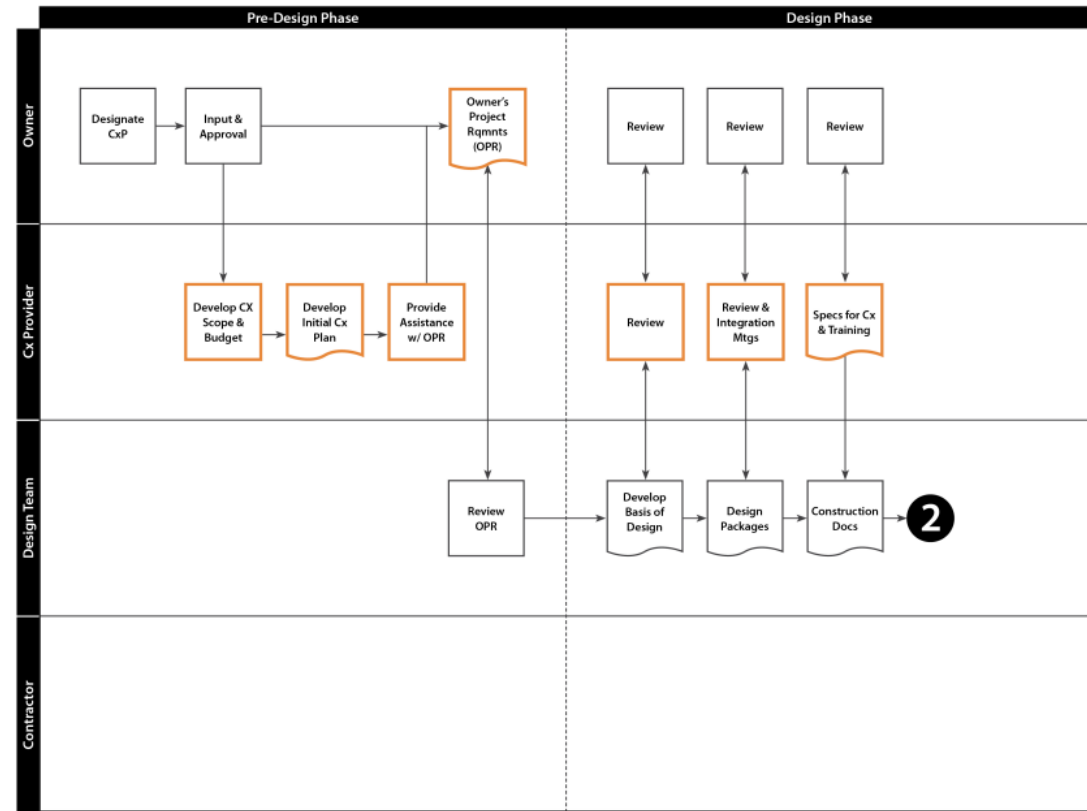 Pre-Design Phase
Design Phase
Owner
Designate
CxP
Input &
Approval
Owner's
Project
Rqmnts
(OPR)
Review
Review
Review
Cx Provider
Develop CX
Scope &
Budget
Develop
Initial Cx
Plan
Provide
Assistance
w/ OPR
Review
Review &
Integration
Mtgs
Specs for Cx
& Training
Design Team
Review
OPR
Develop
Basis of
Design
Design
Packages
Construction
Docs
2
Contractor